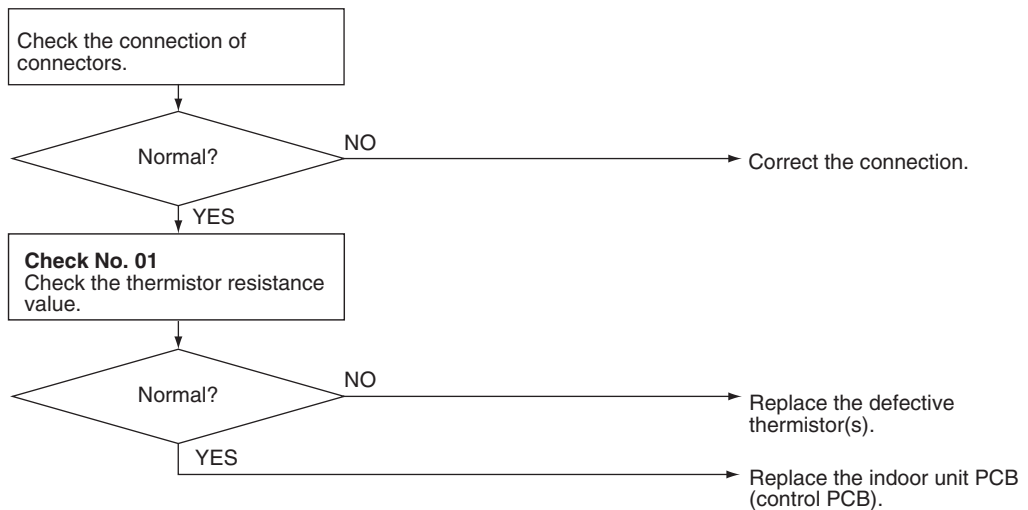 Check the connection of
connectors.
Normal?
NO
Correct the connection.
YES
Check No. 01
Check the thermistor resistance
value.
Normal?
NO
Replace the defective
thermistor(s).
YES
Replace the indoor unit PCB
(control PCB).